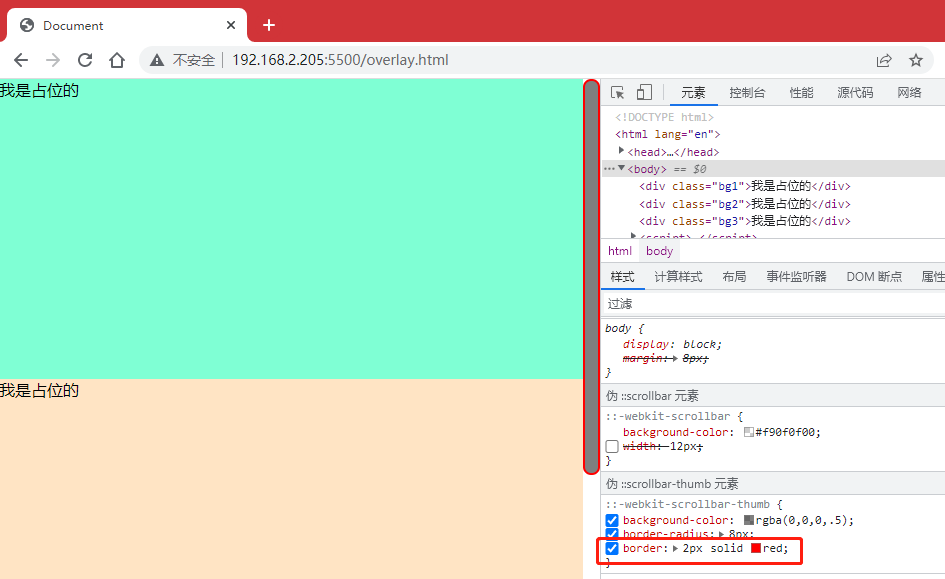 Document
不安全 192.168.2.205:5500/overlay.html
我是占位的
我是占位的
元素 控制台 性能 源代码 网络
<!DOCTYPE html>
<html lang="en">
<head>…</head>
<body> == $0
<div class="bg1">我是占位的</div>
<div class="bg2">我是占位的</div>
<div class="bg3">我是占位的</div>
<script>…</script>
html body
样式 计算样式 布局 事件监听器 DOM 断点 属性
过滤
body {
display: block;
margin: 8px;
}
伪 ::scrollbar 元素
::-webkit-scrollbar {
background-color: #f90f0f00;
width: 12px;
}
伪 ::scrollbar-thumb 元素
::-webkit-scrollbar-thumb {
background-color: rgba(0,0,0,.5);
border-radius: 8px;
border: 2px solid red;
}